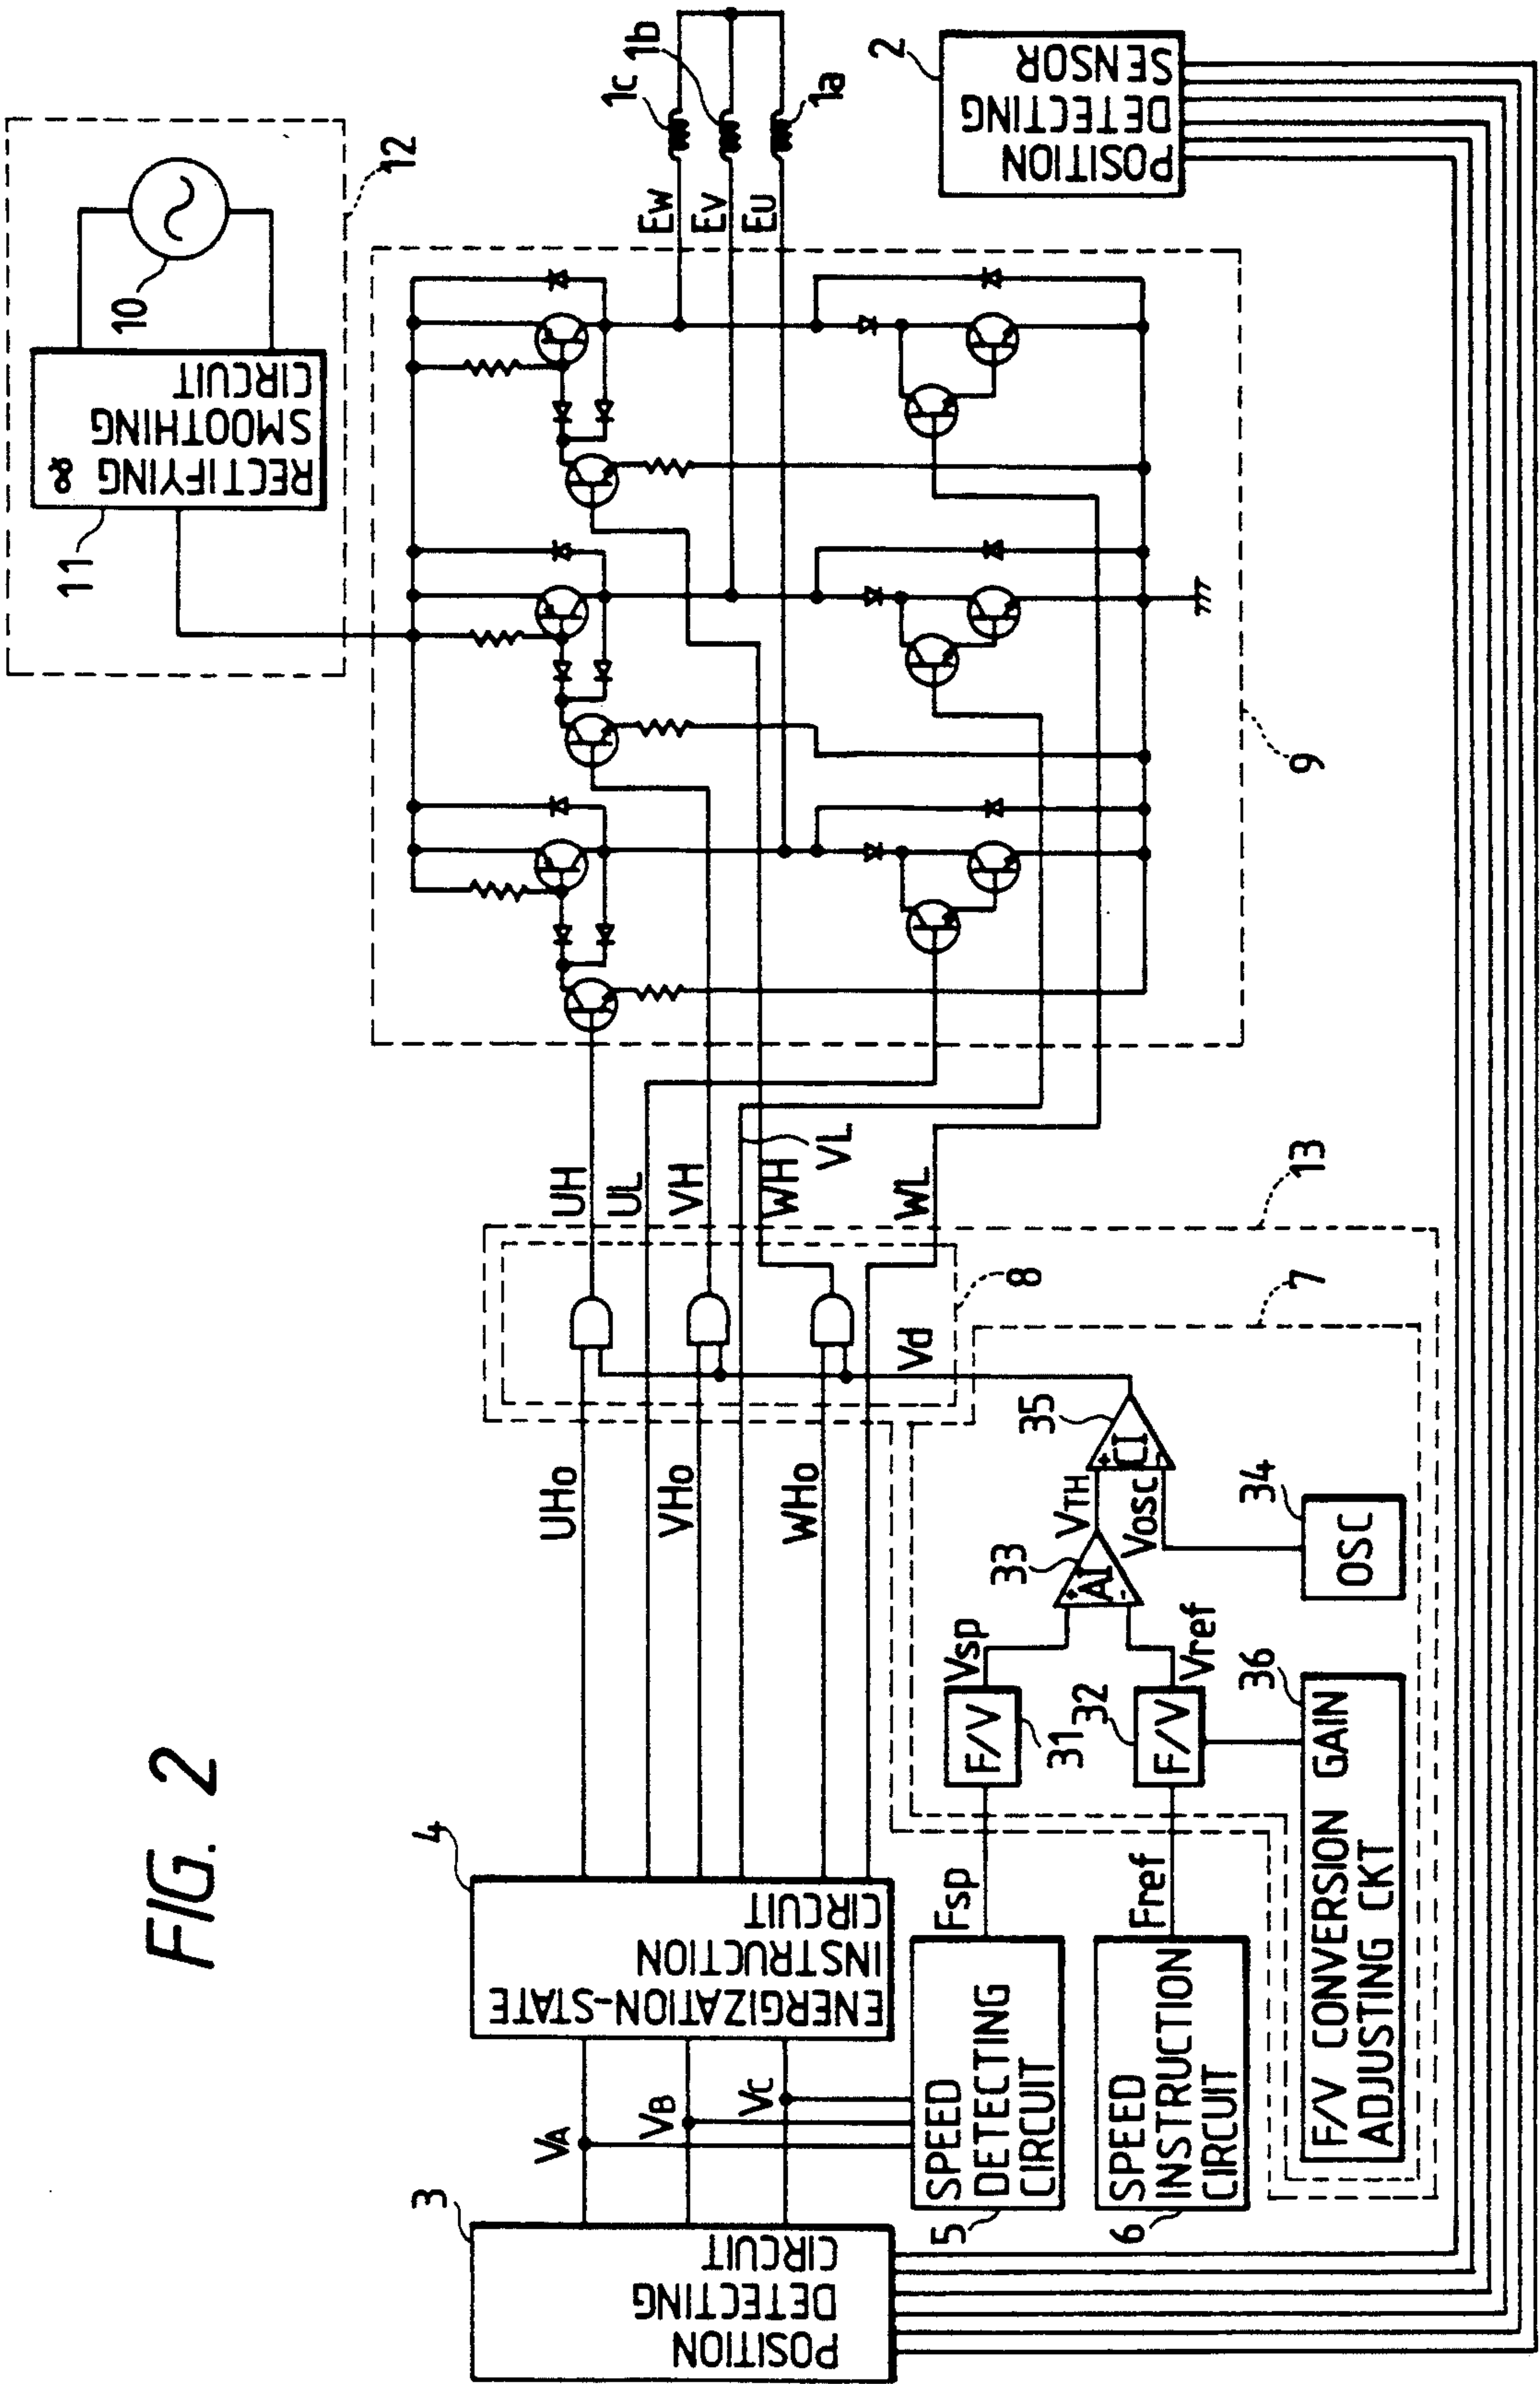 FIG. 2
3
POSITION
DETECTING
CIRCUIT
VA
VB
VC
4
ENERGIZATION-STATE
INSTRUCTION
CIRCUIT
5
SPEED
DETECTING
CIRCUIT
6
SPEED
INSTRUCTION
CIRCUIT
Fsp
Fref
F/V
31
F/V
32
Vsp
Vref
36
F/V CONVERSION GAIN
ADJUSTING CKT
33
+
A1
-
VTH
VOSC
34
OSC
35
+
C1
-
Vd
7
8
13
UHO
VHO
WHO
UH
UL
VH
VL
WH
WL
9
10
11
RECTIFYING &
SMOOTHING
CIRCUIT
12
EW
EV
EU
1c
1b
1a
2
POSITION
DETECTING
SENSOR